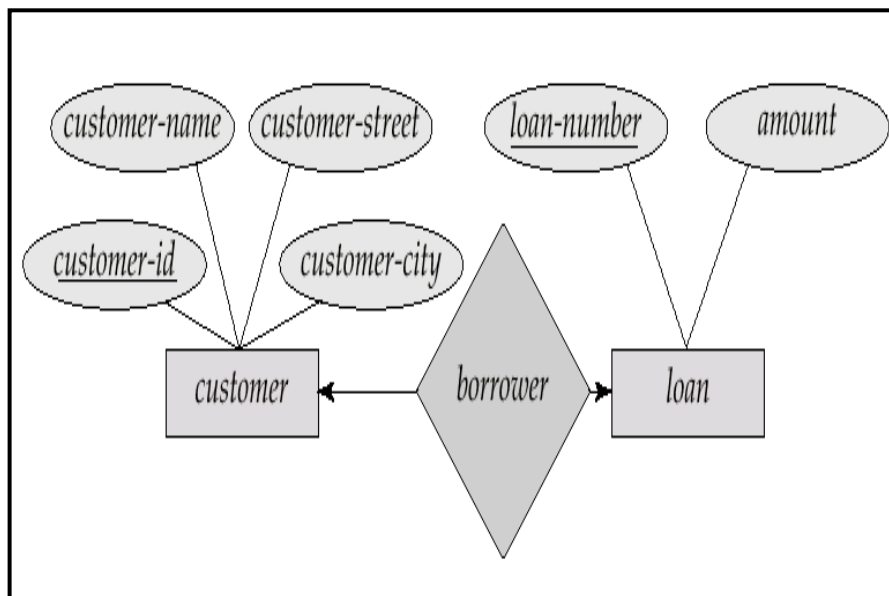 customer-name customer-street loan-number amount
customer-id customer-city
customer borrower loan